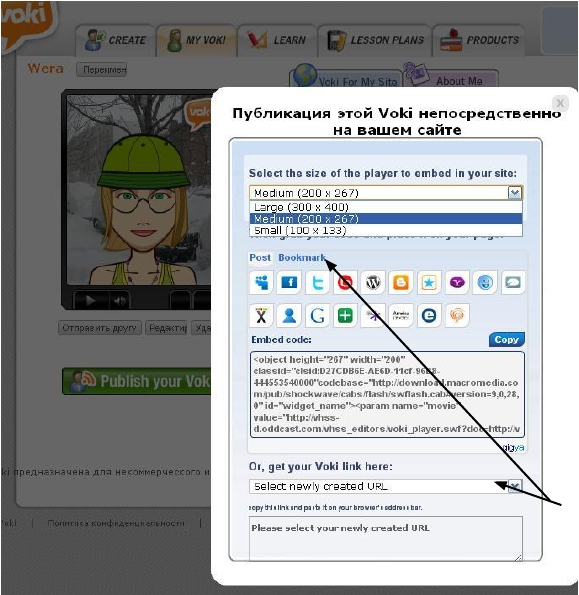 voki
CREATE
MY VOKI
LEARN
LESSON PLANS
PRODUCTS
Wera
Переимен
Voki For My Site
About Me
Публикация этой Voki непосредственно
на вашем сайте
X
voki
Select the size of the player to embed in your site:
Medium (200 x 267)
Large (300 x 400)
Medium (200 x 267)
Small (100 x 133)
Post
Bookmark
Отправить другу
Редакти
Уда
Embed code:
Copy
<object height="267" width="200"
classid="clsid:D27CDB6E-AE6D-11cf-96B8-
444553540000"codebase="http://download.macromedia.co
m/pub/shockwave/cabs/flash/swflash.cab#version=9,0,28,
0" id="widget_name"><param name="movie"
value="http://vhss-
d.oddcast.com/vhss_editors/voki_player.swf?doc=http://v
Publish your Vok
gigya
Or, get your Voki link here:
ki предназначена для некоммерческого и
Select newly created URL
copy this link and paste it on your browser's address bar.
Voki
Политика конфиденциальности
Please select your newly created URL